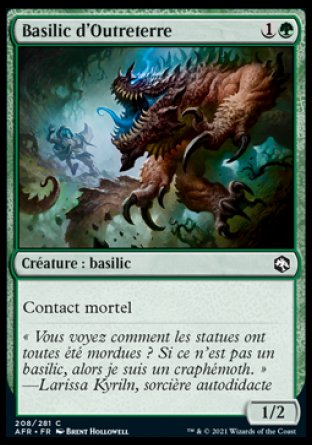 Basilic d'Outreterre 1
Créature : basilic
Contact mortel
« Vous voyez comment les statues ont
toutes été mordues ? Si ce n'est pas un
basilic, alors je suis un craphémoth. »
—Larissa Kyriln, sorcière autodidacte
1/2
208/281 C
AFR • FR Brent Hollowell ™ & © 2021 Wizards of the Coast